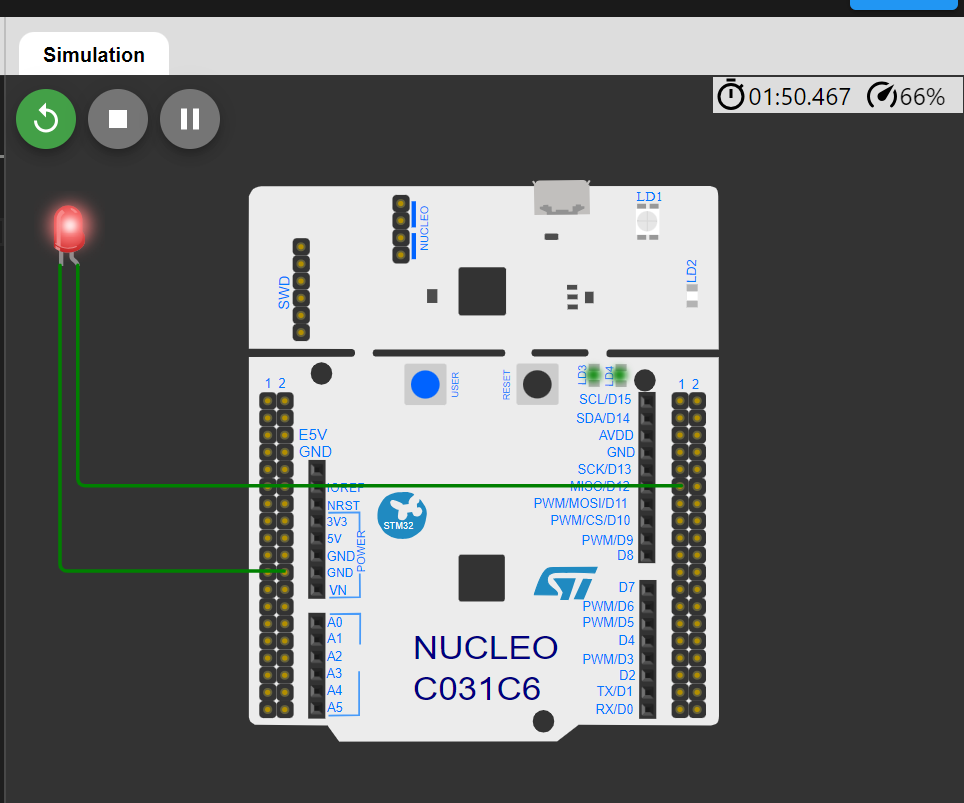 Simulation
01:50.467 66%
LD1
NUCLEO
LD2
SWD
USER
RESET
LD3
LD4
1 2
1 2
E5V
GND
IOREF
NRST
3V3
5V
GND
GND
VN
POWER
A0
A1
A2
A3
A4
A5
STM32
ST
SCL/D15
SDA/D14
AVDD
GND
SCK/D13
MISO/D12
PWM/MOSI/D11
PWM/CS/D10
PWM/D9
D8
D7
PWM/D6
PWM/D5
D4
PWM/D3
D2
TX/D1
RX/D0
NUCLEO
C031C6